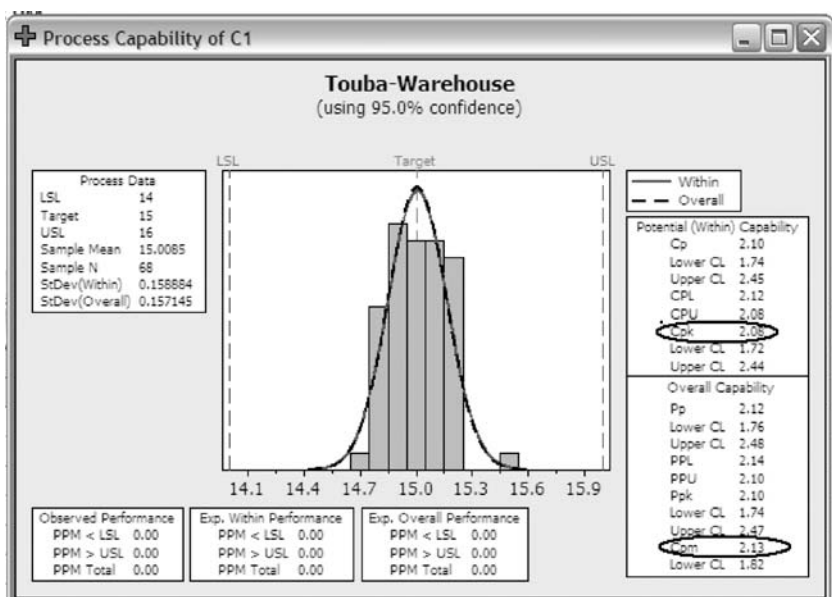 Process Capability of C1
Touba-Warehouse
(using 95.0% confidence)
LSL Target USL
Process Data
LSL 14
Target 15
USL 16
Sample Mean 15.0085
Sample N 68
StDev(Within) 0.158884
StDev(Overall) 0.157145
Within
Overall
Potential (Within) Capability
Cp 2.10
Lower CL 1.74
Upper CL 2.45
CPL 2.12
CPU 2.08
Cpk 2.08
Lower CL 1.72
Upper CL 2.44
Overall Capability
Pp 2.12
Lower CL 1.76
Upper CL 2.48
PPL 2.14
PPU 2.10
Ppk 2.10
Lower CL 1.74
Upper CL 2.47
Cpm 2.13
Lower CL 1.82
14.1 14.4 14.7 15.0 15.3 15.6 15.9
Observed Performance
PPM < LSL 0.00
PPM > USL 0.00
PPM Total 0.00
Exp. Within Performance
PPM < LSL 0.00
PPM > USL 0.00
PPM Total 0.00
Exp. Overall Performance
PPM < LSL 0.00
PPM > USL 0.00
PPM Total 0.00